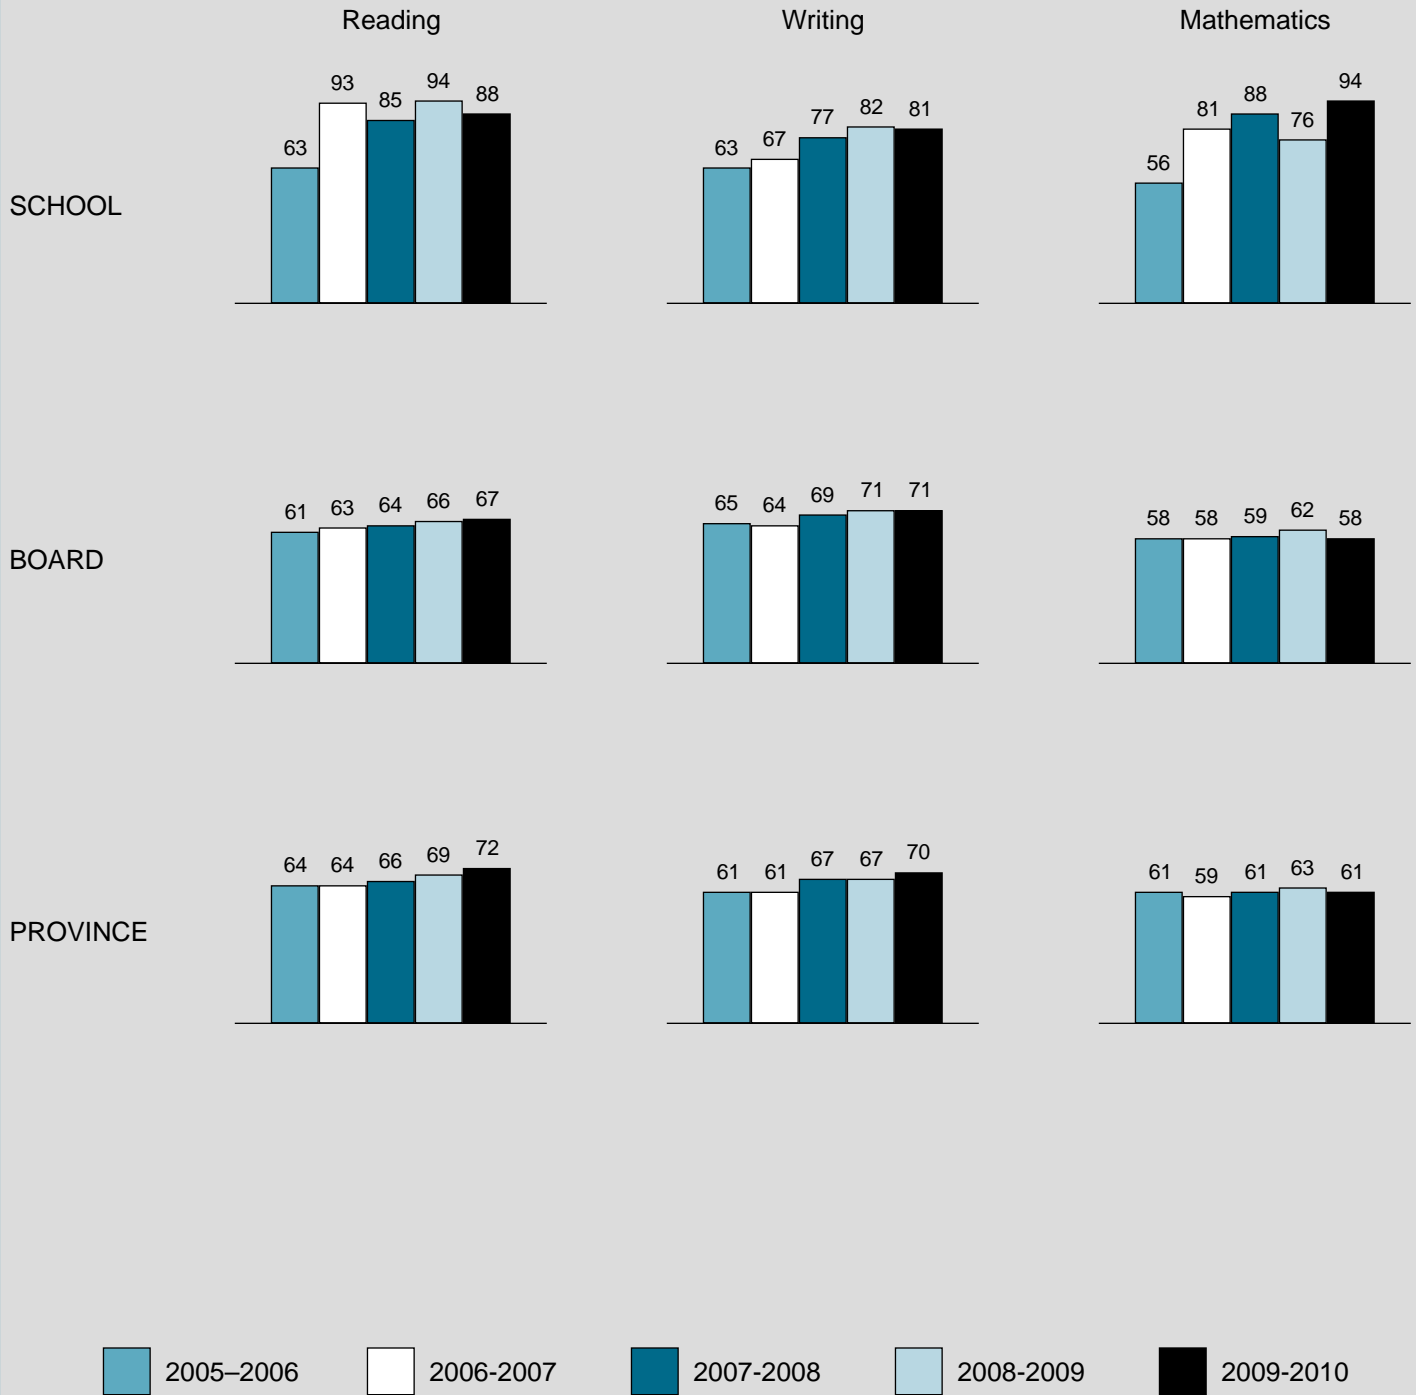 Reading Writing Mathematics
SCHOOL
63 93 85 94 88
63 67 77 82 81
56 81 88 76 94
BOARD
61 63 64 66 67
65 64 69 71 71
58 58 59 62 58
PROVINCE
64 64 66 69 72
61 61 67 67 70
61 59 61 63 61
2005–2006 2006-2007 2007-2008 2008-2009 2009-2010